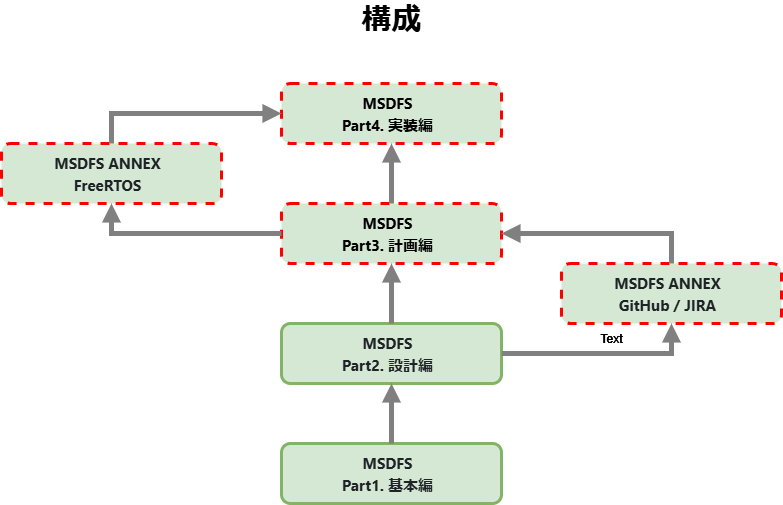 構成
MSDFS
Part4. 実装編
MSDFS ANNEX
FreeRTOS
MSDFS
Part3. 計画編
MSDFS ANNEX
GitHub / JIRA
Text
MSDFS
Part2. 設計編
MSDFS
Part1. 基本編